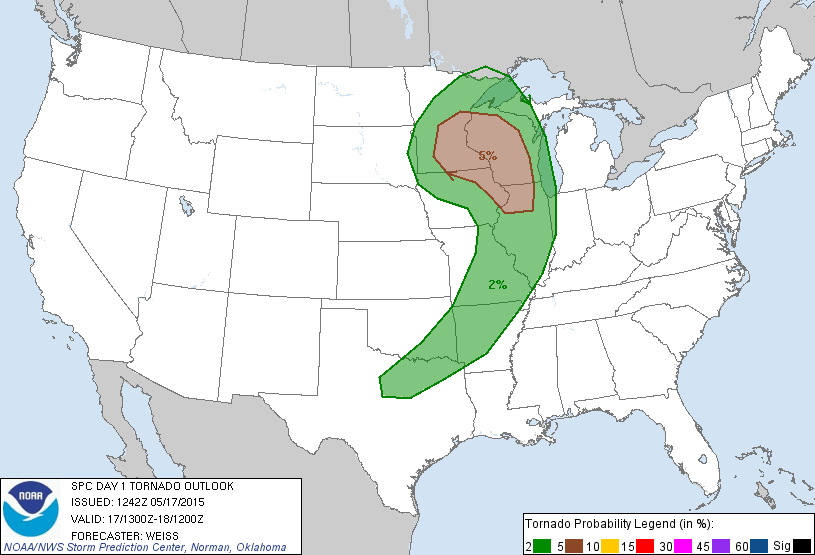 5%
2%
NOAA
SPC DAY 1 TORNADO OUTLOOK
ISSUED: 1242Z 05/17/2015
VALID: 17/1300Z-18/1200Z
FORECASTER: WEISS
NOAA/NWS Storm Prediction Center, Norman, Oklahoma
Tornado Probability Legend (in %):
2 5 10 15 30 45 60 Sig